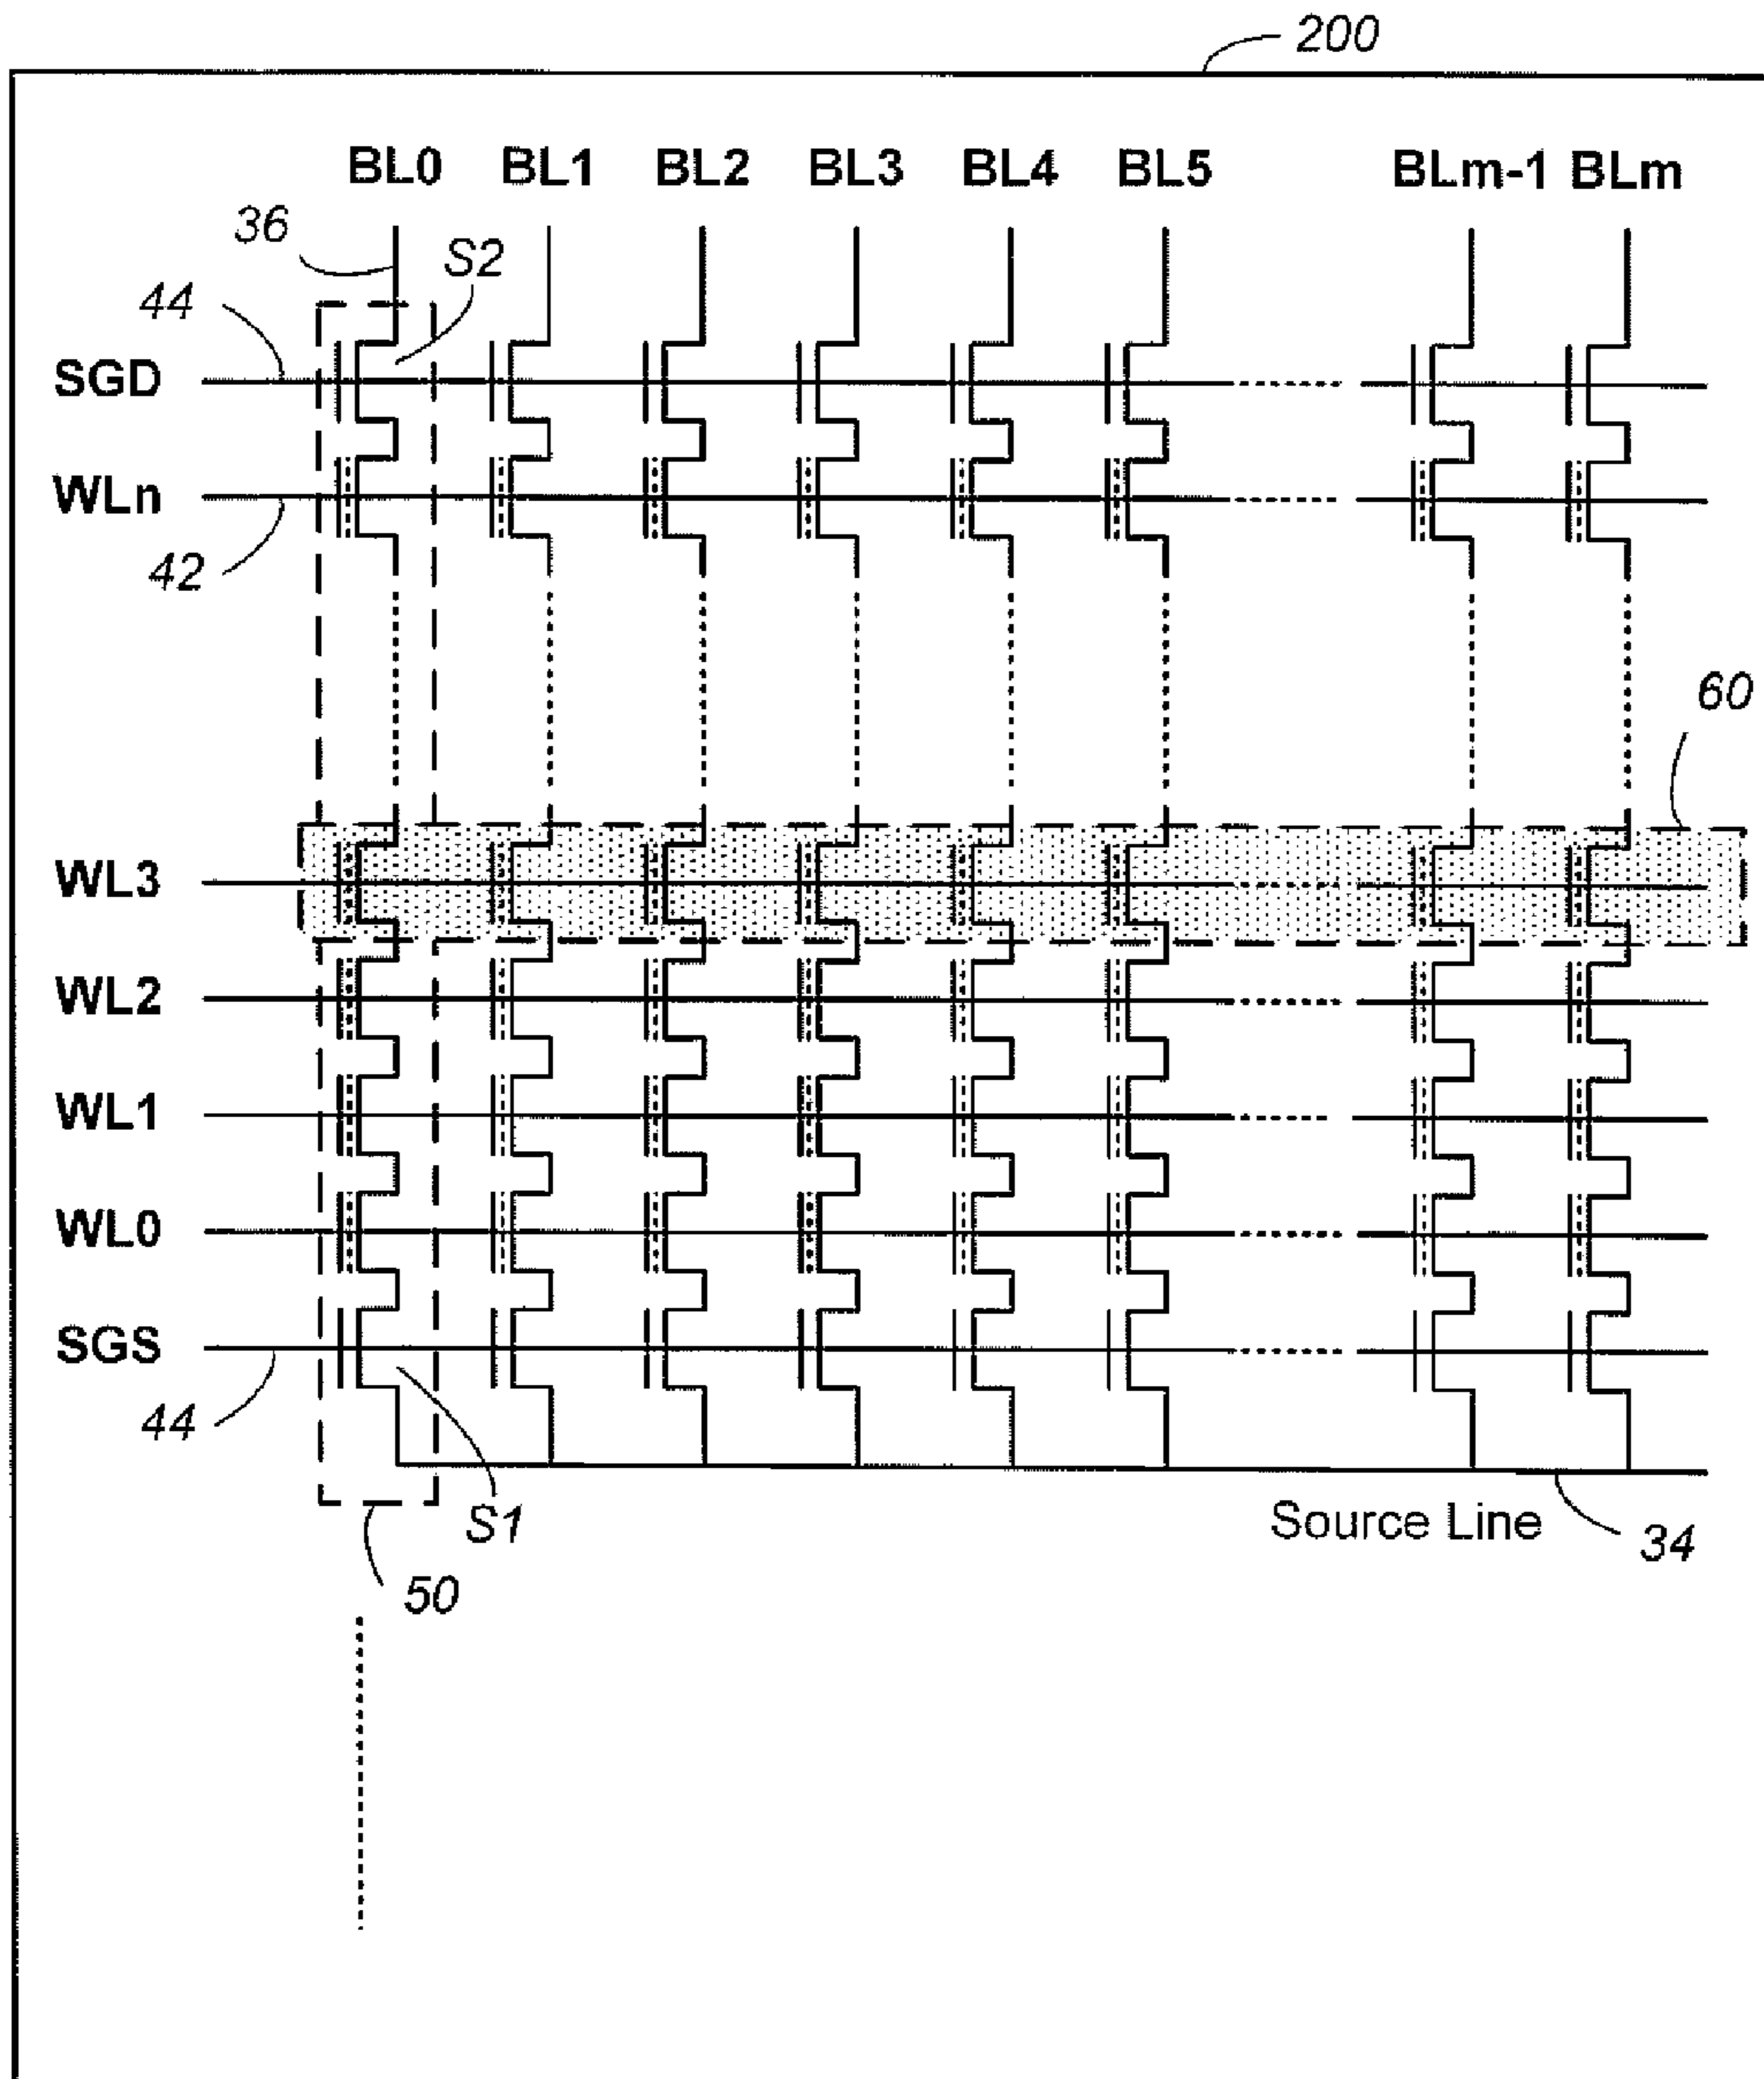 200
BL0 BL1 BL2 BL3 BL4 BL5 BLm-1 BLm
36
S2
44
SGD
WLn
42
60
WL3
WL2
WL1
WL0
SGS
44
S1
Source Line
34
50